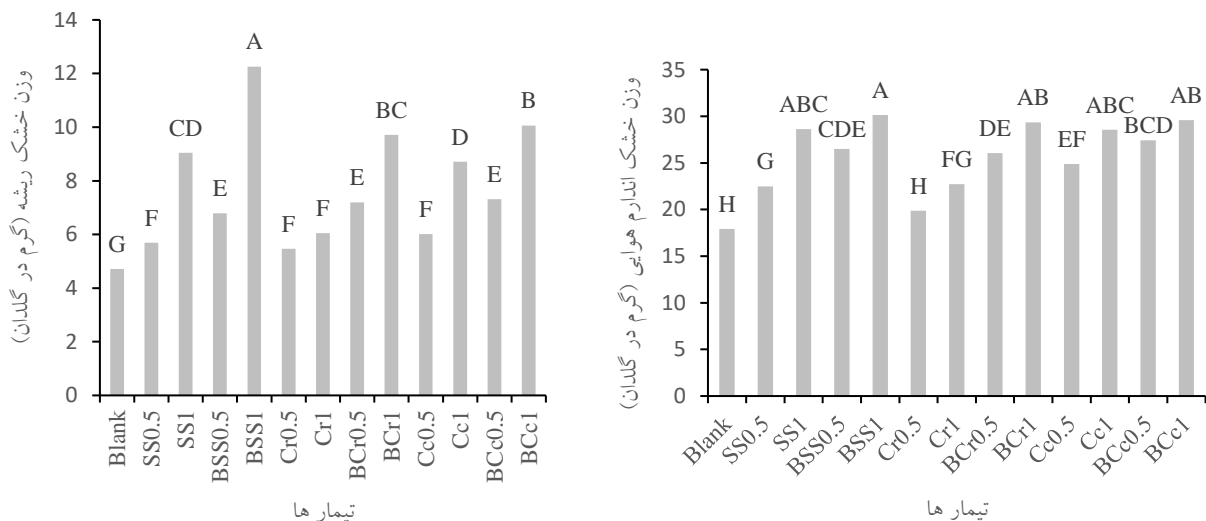 وزن خشک ریشه (گرم در گلدان)
14
12
10
8
6
4
2
0
G
F
CD
E
A
F
F
E
BC
F
D
E
B
Blank
SS0.5
SS1
BSS0.5
BSS1
Cr0.5
Cr1
BCr0.5
BCr1
Cc0.5
Cc1
BCc0.5
BCc1
تیمار ها
وزن خشک اندارم هوایی (گرم در گلدان)
35
30
25
20
15
10
5
0
H
G
ABC
CDE
A
H
FG
DE
AB
EF
ABC
BCD
AB
Blank
SS0.5
SS1
BSS0.5
BSS1
Cr0.5
Cr1
BCr0.5
BCr1
Cc0.5
Cc1
BCc0.5
BCc1
تیمار ها